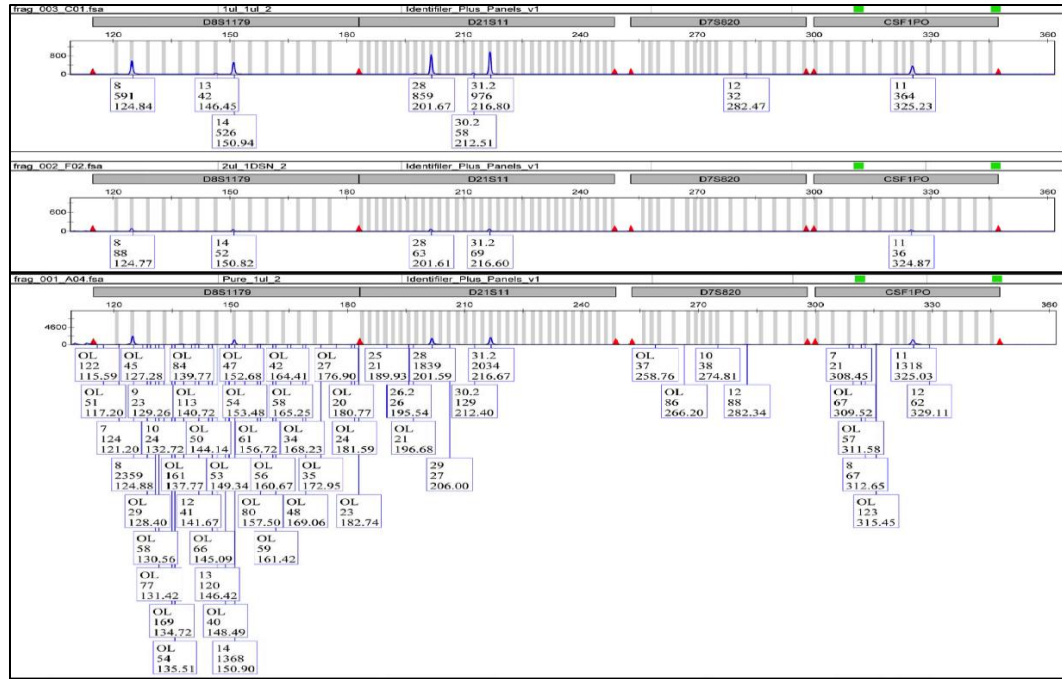 frag_003_C01.fsa 1ul_1ul_2 Identifiler_Plus_Panels_v1
D8S1179 D21S11 D7S820 CSF1PO
120 150 180 210 240 270 300 330 360
800
0
8
591
124.84
13
42
146.45
14
526
150.94
28
859
201.67
31.2
976
216.80
30.2
58
212.51
12
32
282.47
11
364
325.23
frag_002_F02.fsa 2ul_1DSN_2 Identifiler_Plus_Panels_v1
D8S1179 D21S11 D7S820 CSF1PO
120 150 180 210 240 270 300 330 360
600
0
8
88
124.77
14
52
150.82
28
63
201.61
31.2
69
216.60
11
36
324.87
frag_001_A04.fsa Pure_1ul_2 Identifiler_Plus_Panels_v1
D8S1179 D21S11 D7S820 CSF1PO
120 150 180 210 240 270 300 330 360
4600
0
OL OL OL OL OL OL 25 28 31.2 OL 10 7 11
122 45 84 47 42 27 21 1839 2034 37 38 21 1318
115.59 127.28 139.77 152.68 164.41 176.90 189.93 201.59 216.67 258.76 274.81 308.45 325.03
OL 9 OL OL OL OL 26.2 30.2 OL 12 OL 12
51 23 113 54 58 20 26 129 86 88 67 62
117.20 129.26 140.72 153.48 165.25 180.77 195.54 212.40 266.20 282.34 309.52 329.11
7 10 OL OL OL OL OL OL
124 24 50 61 34 24 21 57
121.20 132.72 144.14 156.72 168.23 181.59 196.68 311.58
8 OL OL OL OL 29 8
2359 161 53 56 35 27 67
124.88 137.77 149.34 160.67 172.95 206.00 312.65
OL 12 OL OL OL OL
29 41 80 48 23 123
128.40 141.67 157.50 169.06 182.74 315.45
OL OL OL
58 66 59
130.56 145.09 161.42
OL 13
77 120
131.42 146.42
OL OL
169 40
134.72 148.49
OL 14
54 1368
135.51 150.90